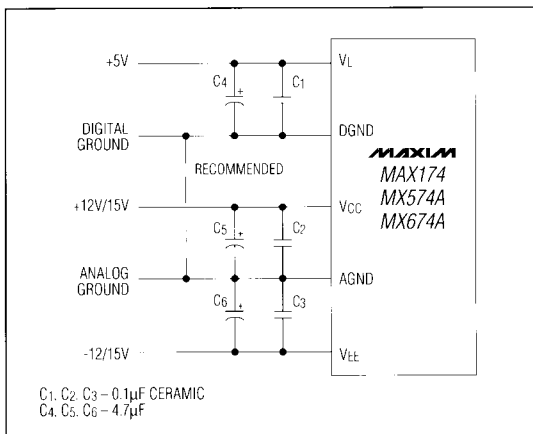 +5V
C4
+
C1
VL
DIGITAL
GROUND
DGND
RECOMMENDED
MAXIM
MAX174
MX574A
MX674A
+12V/15V
VCC
C5
+
C2
ANALOG
GROUND
AGND
C6
+
C3
-12/15V
VEE
C1. C2. C3 – 0.1µF CERAMIC
C4. C5. C6 – 4.7µF